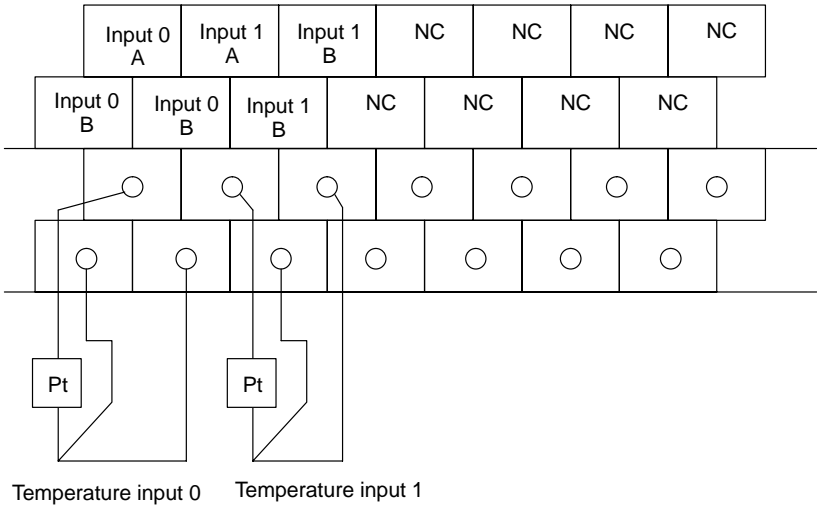 Input 0 Input 1 Input 1 NC NC NC NC
A A B
Input 0 Input 0 Input 1 NC NC NC NC
B B B
Pt Pt
Temperature input 0 Temperature input 1